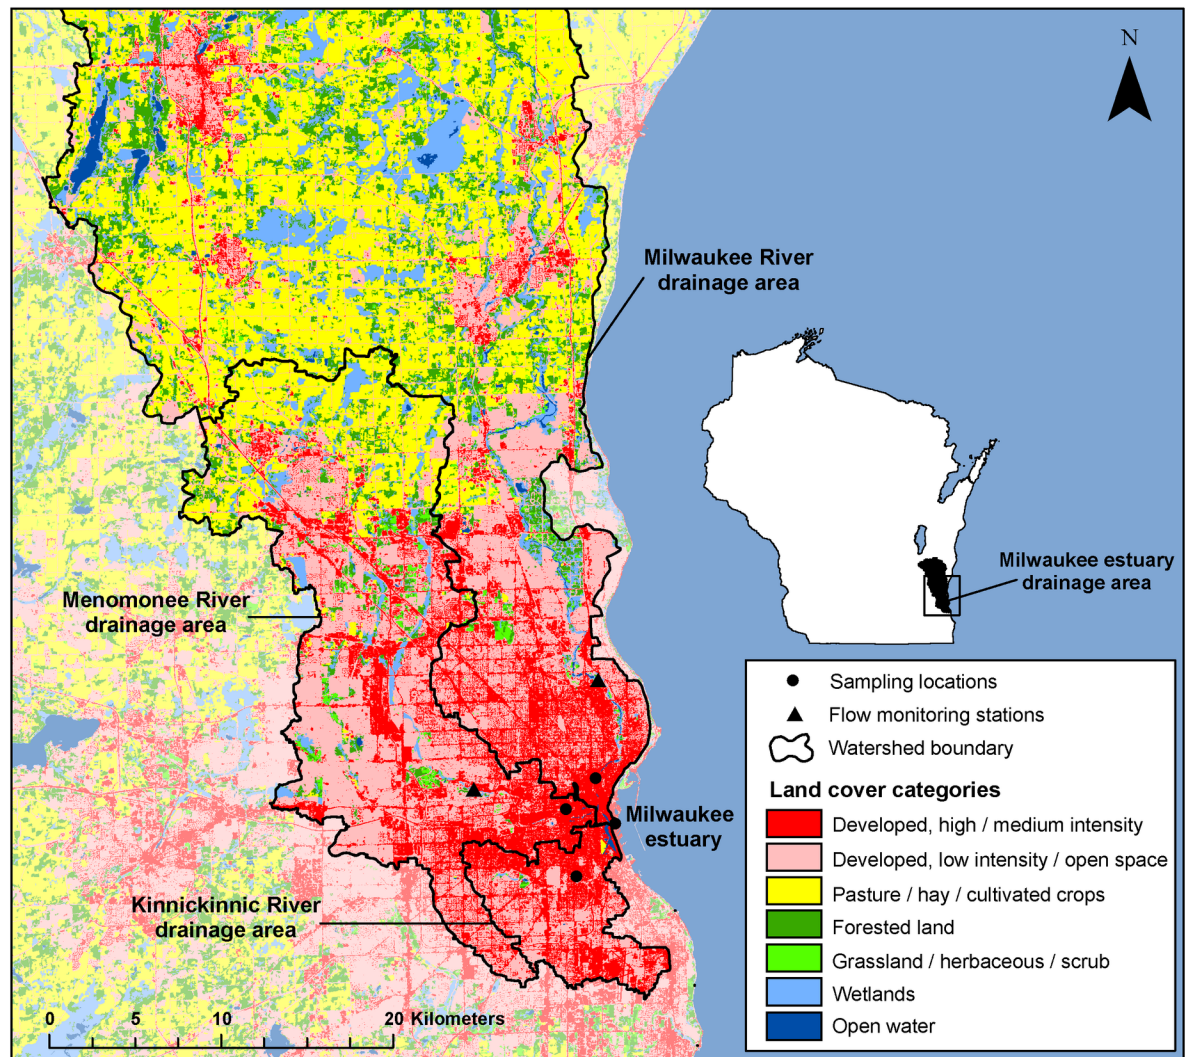 N
Milwaukee River
drainage area
Milwaukee estuary
drainage area
Menomonee River
drainage area
Milwaukee
estuary
Kinnickinnic River
drainage area
0 5 10 20 Kilometers
Sampling locations
Flow monitoring stations
Watershed boundary
Land cover categories
Developed, high / medium intensity
Developed, low intensity / open space
Pasture / hay / cultivated crops
Forested land
Grassland / herbaceous / scrub
Wetlands
Open water